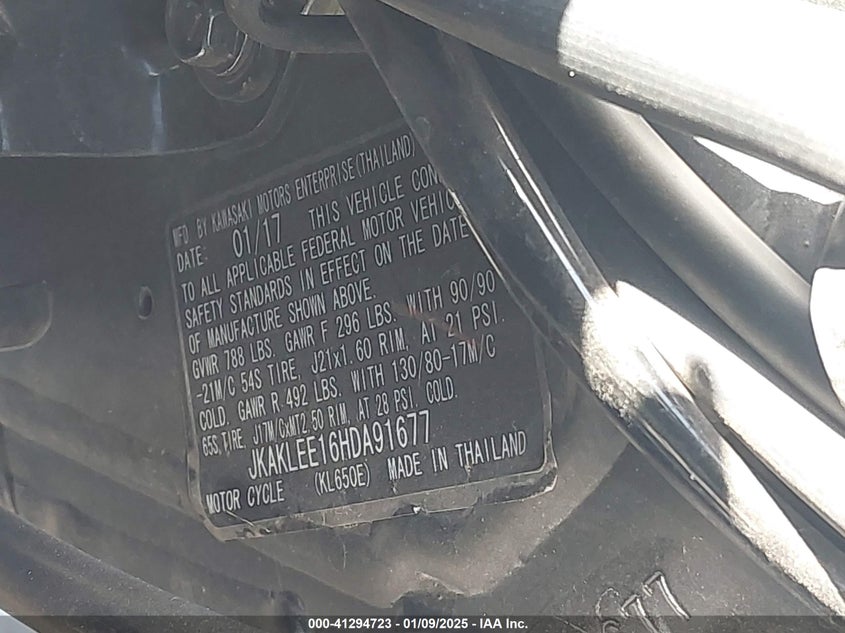 MFD BY KAWASAKI MOTORS ENTERPRISE(THAILAND)
DATE: 01/17 THIS VEHICLE CON
TO ALL APPLICABLE FEDERAL MOTOR VEHIC
SAFETY STANDARDS IN EFFECT ON THE DATE
OF MANUFACTURE SHOWN ABOVE.
GVWR 788 LBS. GAWR F 296 LBS. WITH 90/90
-21M/C 54S TIRE, J21x1.60 RIM, AT 21 PSI.
COLD. GAWR R 492 LBS. WITH 130/80-17M/C
65S TIRE, J17M/CxMT2.50 RIM, AT 28 PSI. COLD.
JKAKLEE16HDA91677
MOTOR CYCLE (KL650E) MADE IN THAILAND
677
000-41294723 — 01/09/2025 — IAA Inc.